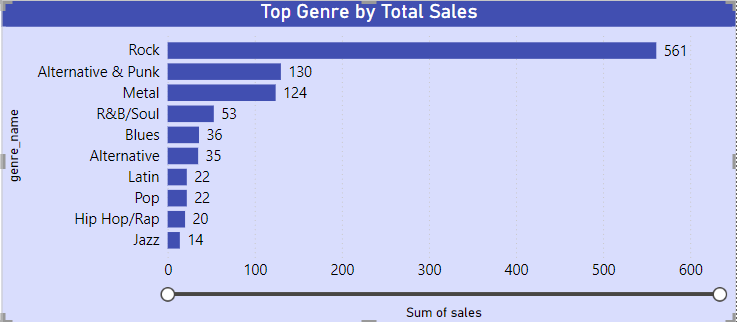 Top Genre by Total Sales
genre_name
Rock 561
Alternative & Punk 130
Metal 124
R&B/Soul 53
Blues 36
Alternative 35
Latin 22
Pop 22
Hip Hop/Rap 20
Jazz 14
0 100 200 300 400 500 600
Sum of sales